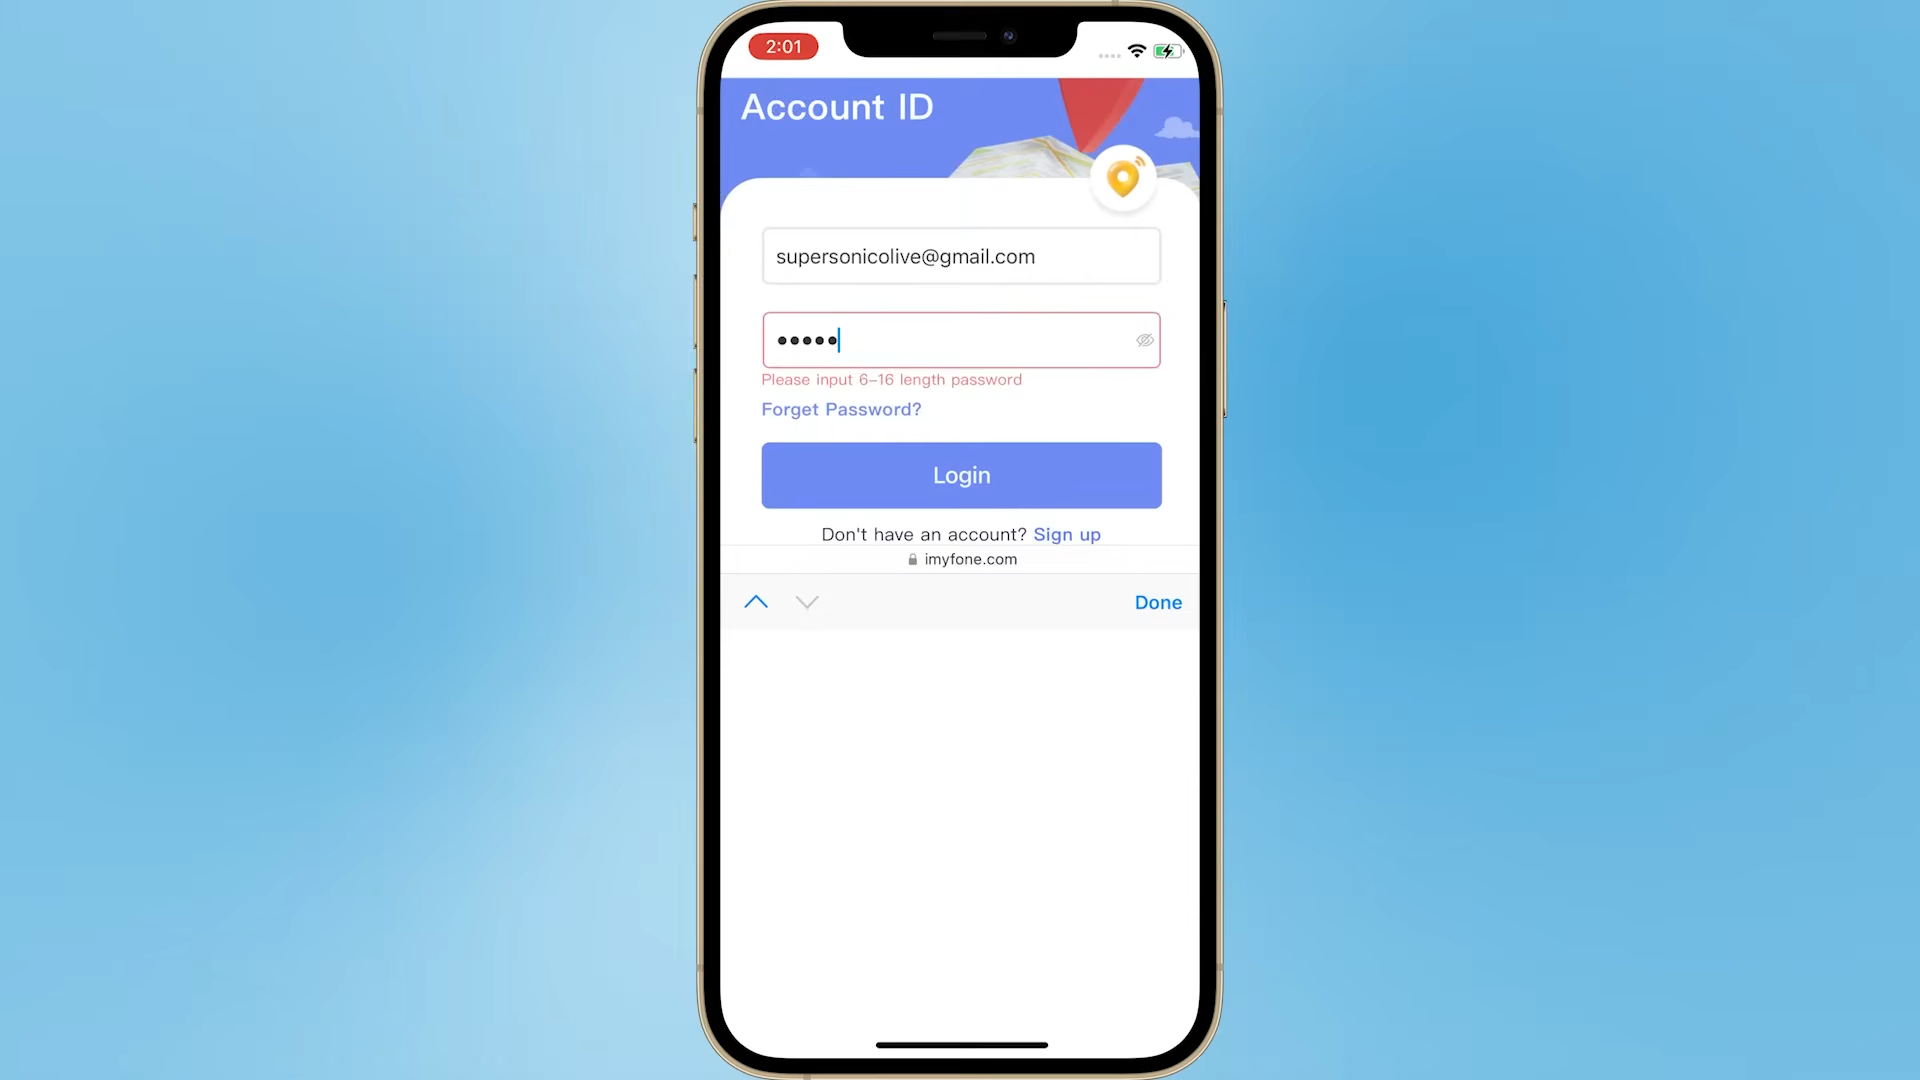 2:01
Account ID
supersonicolive@gmail.com
•••••
Please input 6-16 length password
Forget Password?
Login
Don't have an account? Sign up
imyfone.com
Done